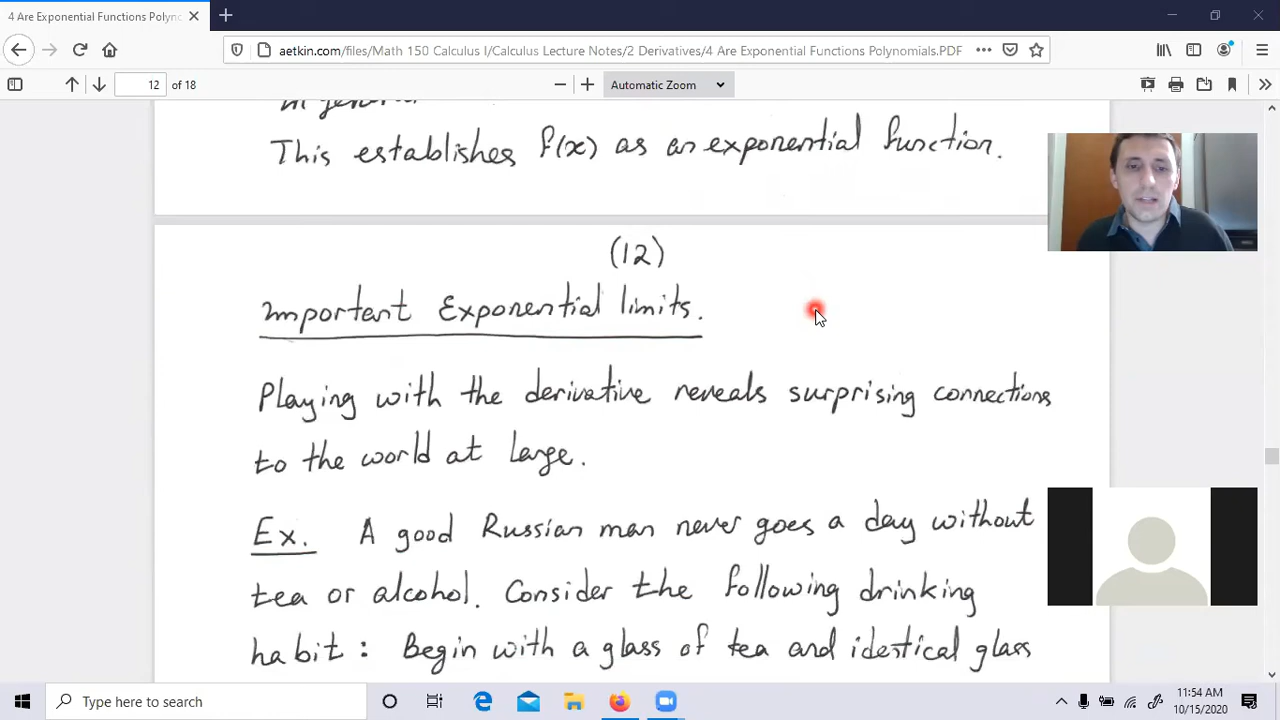 4 Are Exponential Functions Polync
aetkin.com/files/Math 150 Calculus I/Calculus Lecture Notes/2 Derivatives/4 Are Exponential Functions Polynomials.PDF
12 of 18
Automatic Zoom
in general
This establishes f(x) as an exponential function.
(12)
Important Exponential limits.
Playing with the derivative reveals surprising connections
to the world at large.
Ex. A good Russian man never goes a day without
tea or alcohol. Consider the following drinking
habit: Begin with a glass of tea and identical glass
Type here to search
11:54 AM
10/15/2020